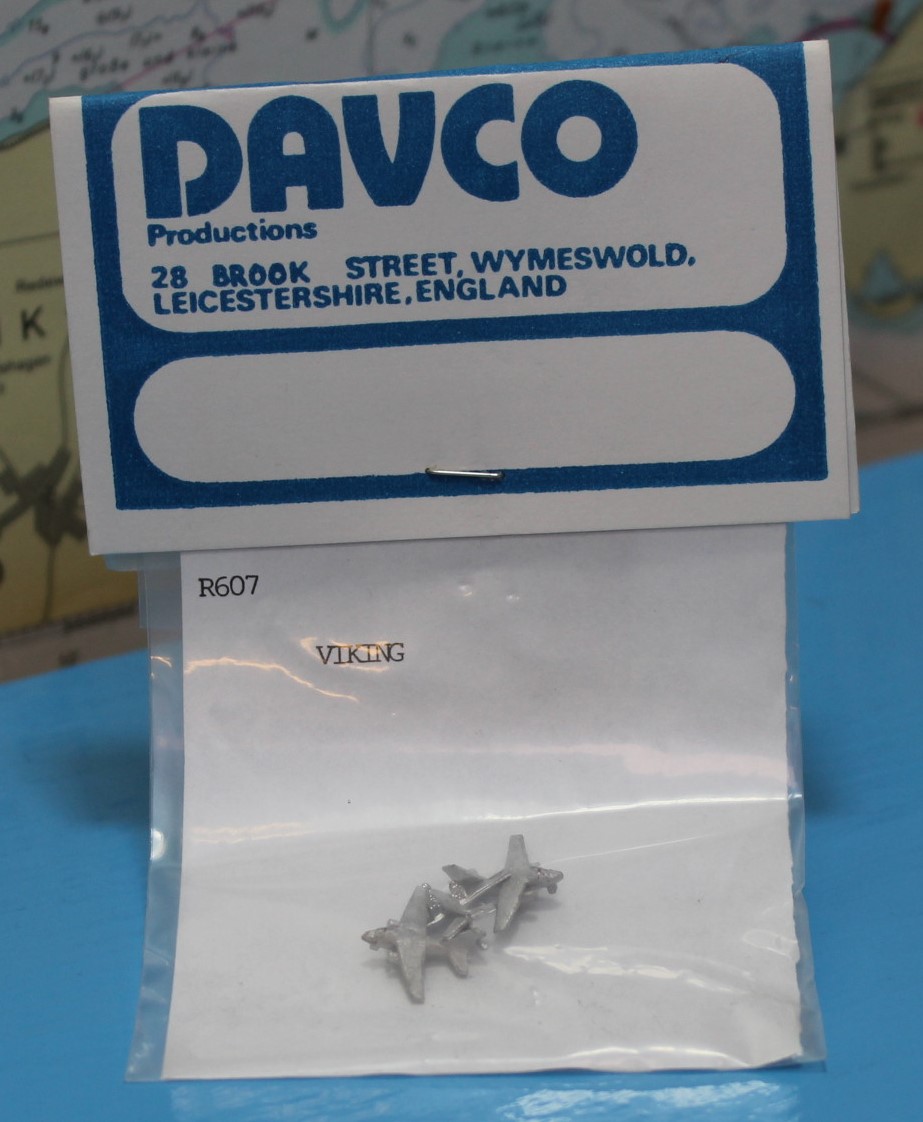 DAVCO
Productions
28 BROOK STREET, WYMESWOLD.
LEICESTERSHIRE, ENGLAND
R607
VIKING
K